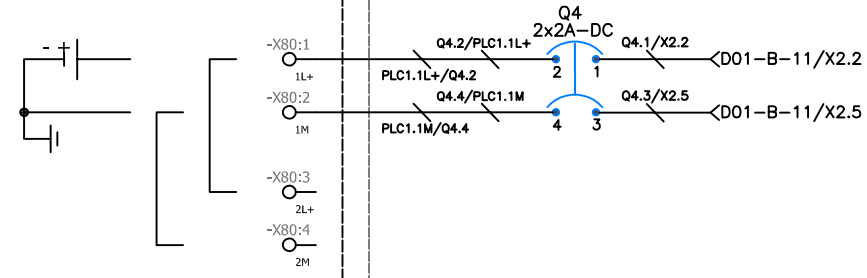 Q4
2x2A-DC
- +
-X80:1
1L+
Q4.2/PLC1.1L+
PLC1.1L+/Q4.2
2
1
Q4.1/X2.2
D01-B-11/X2.2
-X80:2
1M
Q4.4/PLC1.1M
PLC1.1M/Q4.4
4
3
Q4.3/X2.5
D01-B-11/X2.5
-X80:3
2L+
-X80:4
2M